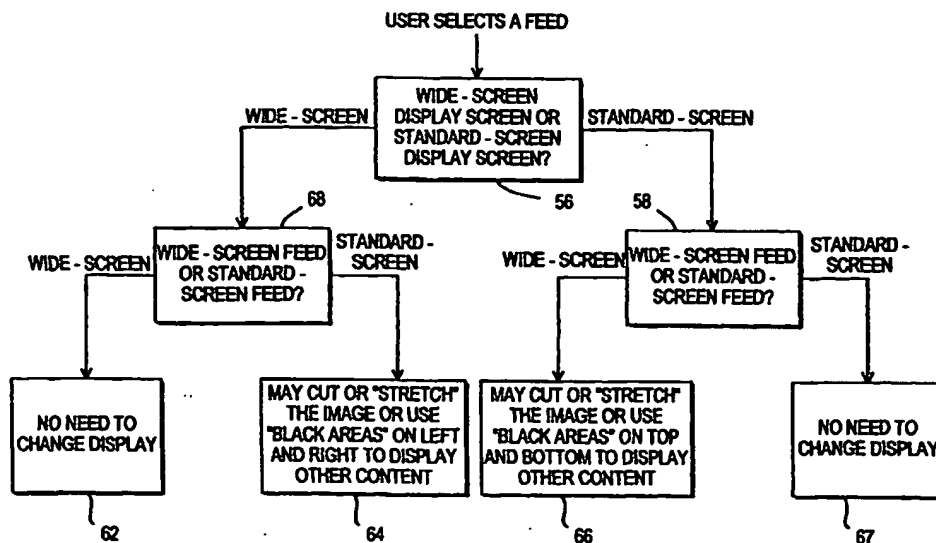 USER SELECTS A FEED
WIDE - SCREEN
DISPLAY SCREEN OR
STANDARD - SCREEN
DISPLAY SCREEN?
WIDE - SCREEN
STANDARD - SCREEN
56
68
58
WIDE - SCREEN FEED
OR STANDARD -
SCREEN FEED?
WIDE - SCREEN
STANDARD -
SCREEN
WIDE - SCREEN FEED
OR STANDARD -
SCREEN FEED?
WIDE - SCREEN
STANDARD -
SCREEN
NO NEED TO
CHANGE DISPLAY
MAY CUT OR "STRETCH"
THE IMAGE OR USE
"BLACK AREAS" ON LEFT
AND RIGHT TO DISPLAY
OTHER CONTENT
MAY CUT OR "STRETCH"
THE IMAGE OR USE
"BLACK AREAS" ON TOP
AND BOTTOM TO DISPLAY
OTHER CONTENT
NO NEED TO
CHANGE DISPLAY
62
64
66
67